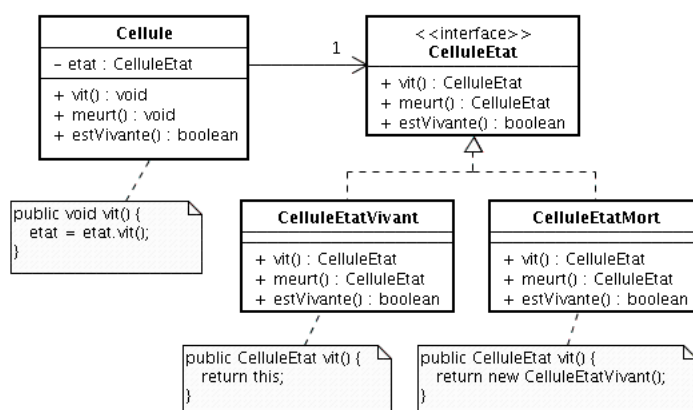 Cellule
- etat : CelluleEtat
+ vit() : void
+ meurt() : void
+ estVivante() : boolean
1
<<interface>>
CelluleEtat
+ vit() : CelluleEtat
+ meurt() : CelluleEtat
+ estVivante() : boolean
public void vit() {
etat = etat.vit();
}
CelluleEtatVivant
+ vit() : CelluleEtat
+ meurt() : CelluleEtat
+ estVivante() : boolean
CelluleEtatMort
+ vit() : CelluleEtat
+ meurt() : CelluleEtat
+ estVivante() : boolean
public CelluleEtat vit() {
return this;
}
public CelluleEtat vit() {
return new CelluleEtatVivant();
}